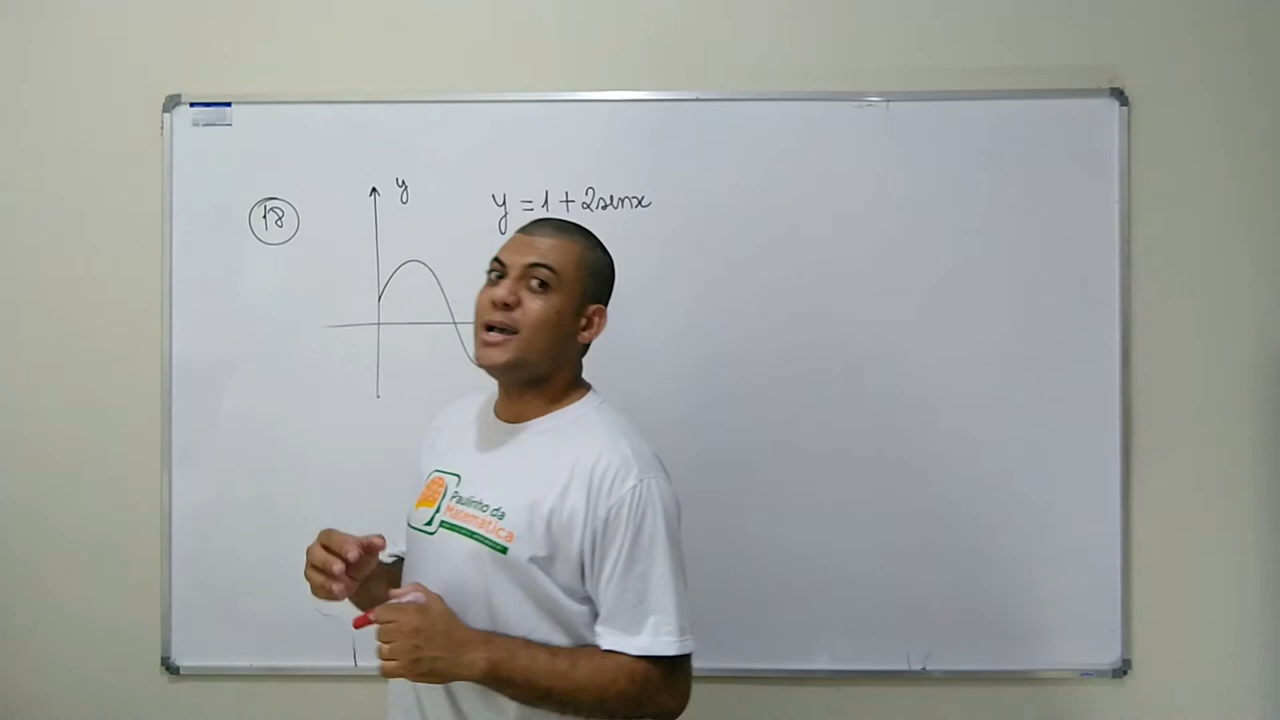 18
y
y = 1 + 2senx
Paulinho da
Matemática